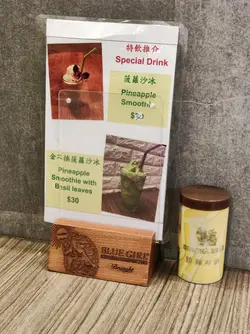 特飲推介
Special Drink
菠蘿沙冰
Pineapple
Smoothie
金不換菠蘿沙冰
Pineapple
Smoothie with
Basil leaves
$30
BLUE GIRL
Draught